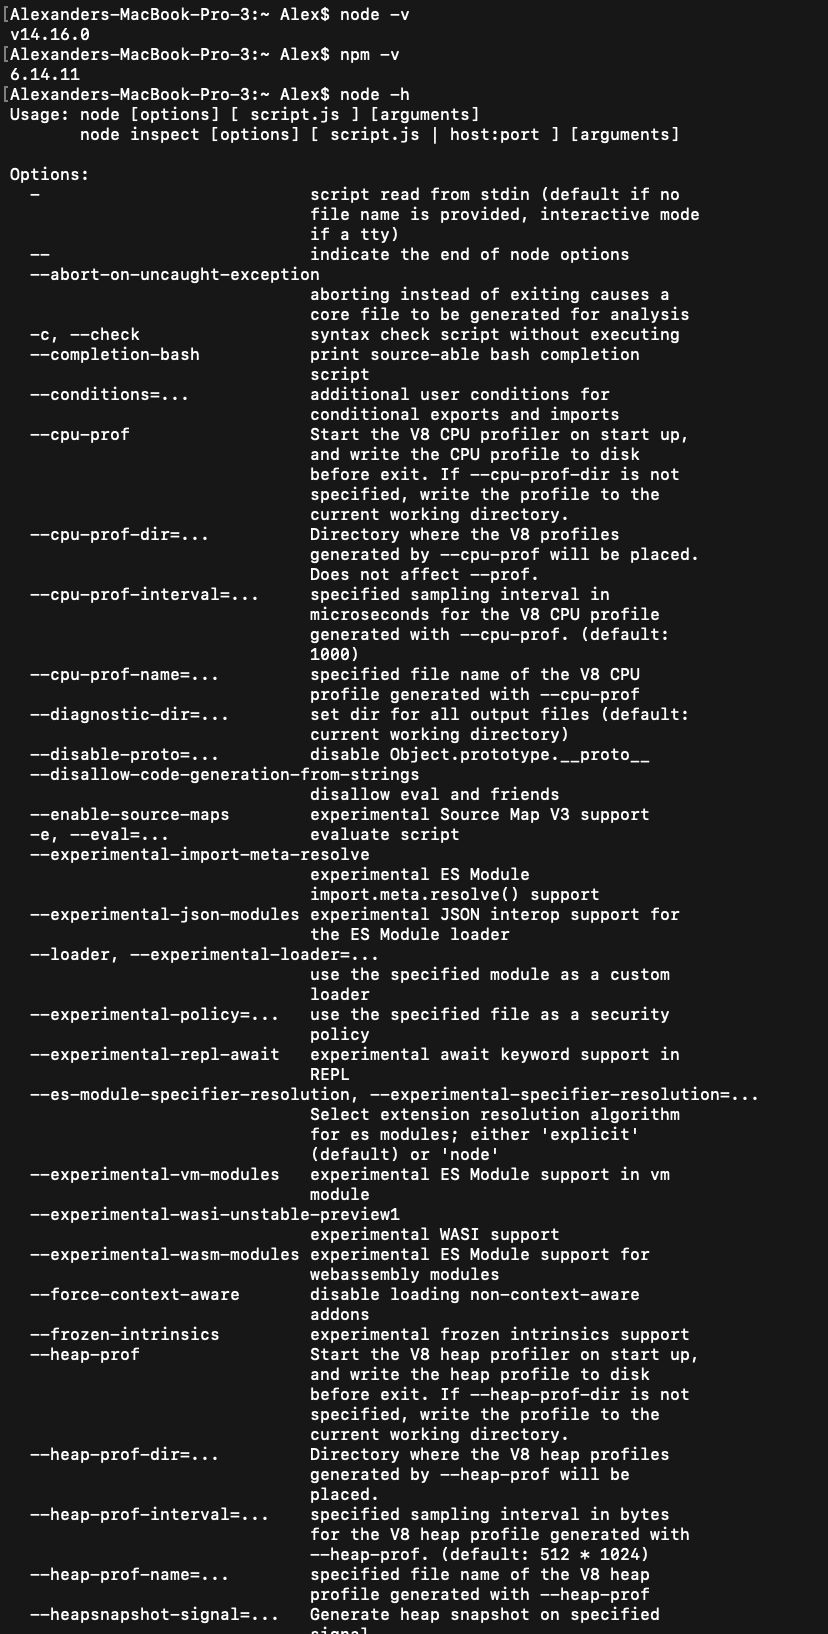 [Alexanders-MacBook-Pro-3:~ Alex$ node -v
v14.16.0
[Alexanders-MacBook-Pro-3:~ Alex$ npm -v
6.14.11
[Alexanders-MacBook-Pro-3:~ Alex$ node -h
Usage: node [options] [ script.js ] [arguments]
       node inspect [options] [ script.js | host:port ] [arguments]

Options:
  -                           script read from stdin (default if no
                              file name is provided, interactive mode
                              if a tty)
  --                          indicate the end of node options
  --abort-on-uncaught-exception
                              aborting instead of exiting causes a
                              core file to be generated for analysis
  -c, --check                 syntax check script without executing
  --completion-bash           print source-able bash completion
                              script
  --conditions=...            additional user conditions for
                              conditional exports and imports
  --cpu-prof                  Start the V8 CPU profiler on start up,
                              and write the CPU profile to disk
                              before exit. If --cpu-prof-dir is not
                              specified, write the profile to the
                              current working directory.
  --cpu-prof-dir=...          Directory where the V8 profiles
                              generated by --cpu-prof will be placed.
                              Does not affect --prof.
  --cpu-prof-interval=...     specified sampling interval in
                              microseconds for the V8 CPU profile
                              generated with --cpu-prof. (default:
                              1000)
  --cpu-prof-name=...         specified file name of the V8 CPU
                              profile generated with --cpu-prof
  --diagnostic-dir=...        set dir for all output files (default:
                              current working directory)
  --disable-proto=...         disable Object.prototype.__proto__
  --disallow-code-generation-from-strings
                              disallow eval and friends
  --enable-source-maps        experimental Source Map V3 support
  -e, --eval=...              evaluate script
  --experimental-import-meta-resolve
                              experimental ES Module
                              import.meta.resolve() support
  --experimental-json-modules experimental JSON interop support for
                              the ES Module loader
  --loader, --experimental-loader=...
                              use the specified module as a custom
                              loader
  --experimental-policy=...   use the specified file as a security
                              policy
  --experimental-repl-await   experimental await keyword support in
                              REPL
  --es-module-specifier-resolution, --experimental-specifier-resolution=...
                              Select extension resolution algorithm
                              for es modules; either 'explicit'
                              (default) or 'node'
  --experimental-vm-modules   experimental ES Module support in vm
                              module
  --experimental-wasi-unstable-preview1
                              experimental WASI support
  --experimental-wasm-modules experimental ES Module support for
                              webassembly modules
  --force-context-aware       disable loading non-context-aware
                              addons
  --frozen-intrinsics         experimental frozen intrinsics support
  --heap-prof                 Start the V8 heap profiler on start up,
                              and write the heap profile to disk
                              before exit. If --heap-prof-dir is not
                              specified, write the profile to the
                              current working directory.
  --heap-prof-dir=...         Directory where the V8 heap profiles
                              generated by --heap-prof will be
                              placed.
  --heap-prof-interval=...    specified sampling interval in bytes
                              for the V8 heap profile generated with
                              --heap-prof. (default: 512 * 1024)
  --heap-prof-name=...        specified file name of the V8 heap
                              profile generated with --heap-prof
  --heapsnapshot-signal=...   Generate heap snapshot on specified
                              signal